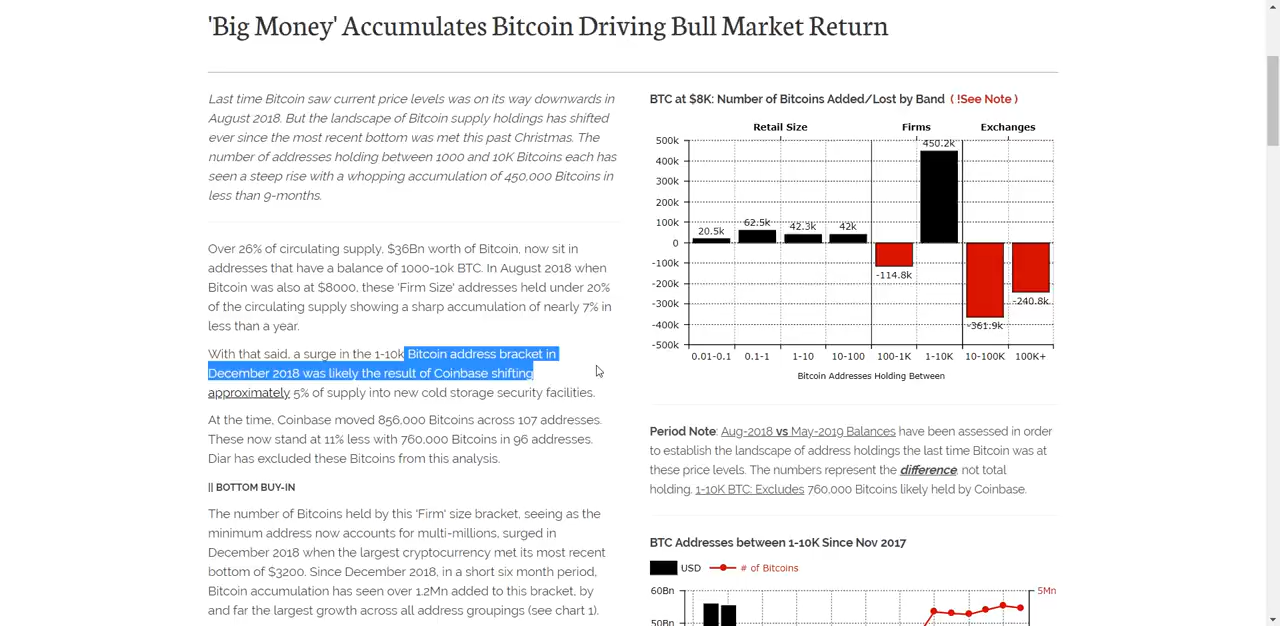 'Big Money' Accumulates Bitcoin Driving Bull Market Return
Last time Bitcoin saw current price levels was on its way downwards in
August 2018. But the landscape of Bitcoin supply holdings has shifted
ever since the most recent bottom was met this past Christmas. The
number of addresses holding between 1000 and 10K Bitcoins each has
seen a steep rise with a whopping accumulation of 450,000 Bitcoins in
less than 9-months.
Over 26% of circulating supply, $36Bn worth of Bitcoin, now sit in
addresses that have a balance of 1000-10k BTC. In August 2018 when
Bitcoin was also at $8000, these 'Firm Size' addresses held under 20%
of the circulating supply showing a sharp accumulation of nearly 7% in
less than a year.
With that said, a surge in the 1-10k Bitcoin address bracket in
December 2018 was likely the result of Coinbase shifting
approximately 5% of supply into new cold storage security facilities.
At the time, Coinbase moved 856,000 Bitcoins across 107 addresses.
These now stand at 11% less with 760,000 Bitcoins in 96 addresses.
Diar has excluded these Bitcoins from this analysis.
|| BOTTOM BUY-IN
The number of Bitcoins held by this 'Firm' size bracket, seeing as the
minimum address now accounts for multi-millions, surged in
December 2018 when the largest cryptocurrency met its most recent
bottom of $3200. Since December 2018, in a short six month period,
Bitcoin accumulation has seen over 1.2Mn added to this bracket, by
and far the largest growth across all address groupings (see chart 1).
BTC at $8K: Number of Bitcoins Added/Lost by Band ( !See Note )
Retail Size Firms Exchanges
500k
400k
300k
200k
100k
0
-100k
-200k
-300k
-400k
-500k
20.5k
62.5k
42.3k
42k
-114.8k
450.2k
-361.9k
-240.8k
0.01-0.1 0.1-1 1-10 10-100 100-1K 1-10K 10-100K 100K+
Bitcoin Addresses Holding Between
Period Note: Aug-2018 vs May-2019 Balances have been assessed in order
to establish the landscape of address holdings the last time Bitcoin was at
these price levels. The numbers represent the difference, not total
holding. 1-10K BTC: Excludes 760,000 Bitcoins likely held by Coinbase.
BTC Addresses between 1-10K Since Nov 2017
USD # of Bitcoins
60Bn
50Bn
5Mn